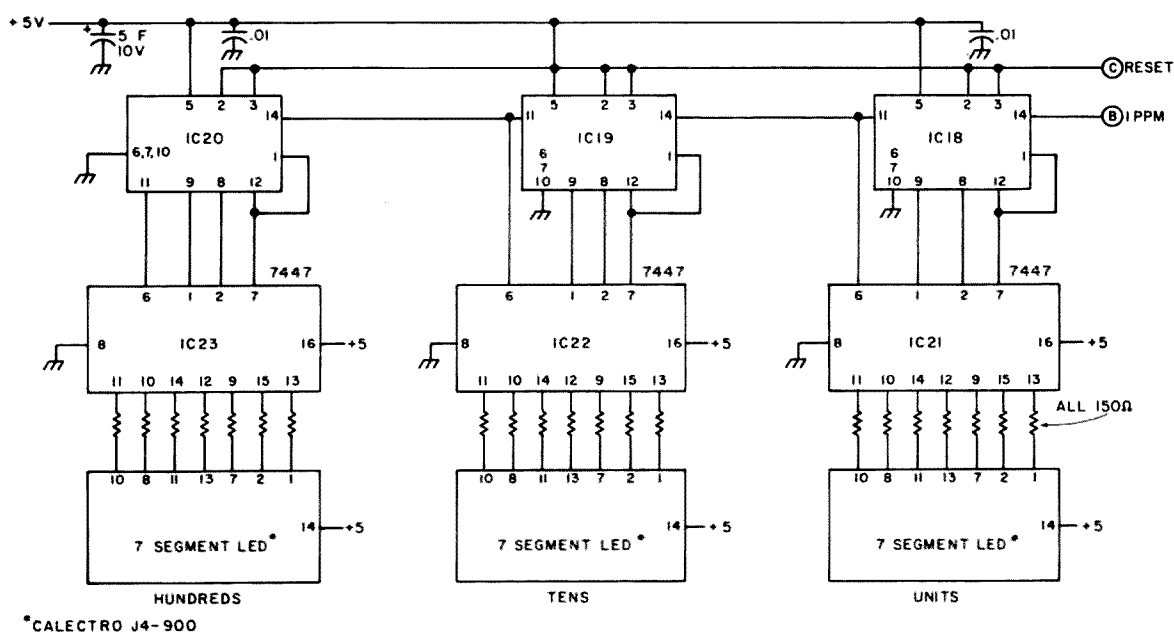 +5V
+
5 F
10V
.01
.01
C RESET
5 2 3
5 2 3
5 2 3
14
11
14
11
14
B 1 PPM
IC20
IC19
IC18
6,7,10
1
6
7
10
1
6
7
10
1
11 9 8 12
9 8 12
9 8 12
7447
7447
7447
6 1 2 7
6 1 2 7
6 1 2 7
8 IC23 16 +5
8 IC22 16 +5
8 IC21 16 +5
11 10 14 12 9 15 13
11 10 14 12 9 15 13
11 10 14 12 9 15 13
ALL 150Ω
10 8 11 13 7 2 1
10 8 11 13 7 2 1
10 8 11 13 7 2 1
14 +5
14 +5
14 +5
7 SEGMENT LED*
7 SEGMENT LED*
7 SEGMENT LED*
HUNDREDS
TENS
UNITS
*CALECTRO J4-900